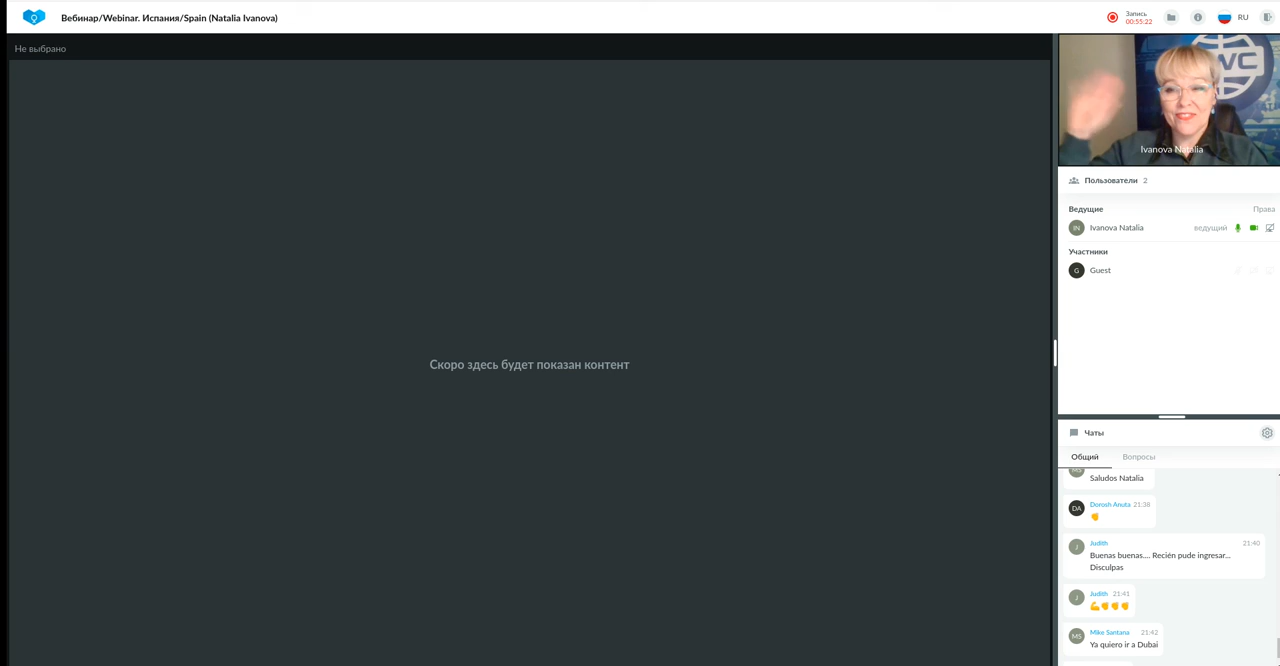 Вебинар/Webinar. Испания/Spain (Natalia Ivanova)
Запись
00:55:22
RU
Не выбрано
Скоро здесь будет показан контент
Ivanova Natalia
Пользователи 2
Ведущие Права
IN Ivanova Natalia ведущий
Участники
G Guest
Чаты
Общий Вопросы
MS
Saludos Natalia
DA Dorosh Anuta 21:38
J Judith 21:40
Buenas buenas.... Recién pude ingresar...
Disculpas
J Judith 21:41
MS Mike Santana 21:42
Ya quiero ir a Dubai